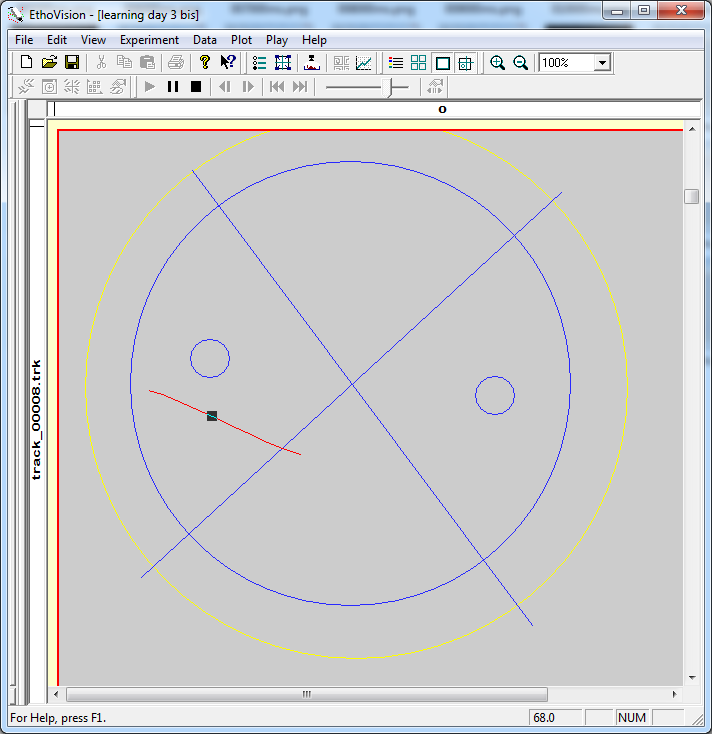 EthoVision - [learning day 3 bis]
File Edit View Experiment Data Plot Play Help
100%
0
track_00008.trk
For Help, press F1.
68.0
NUM